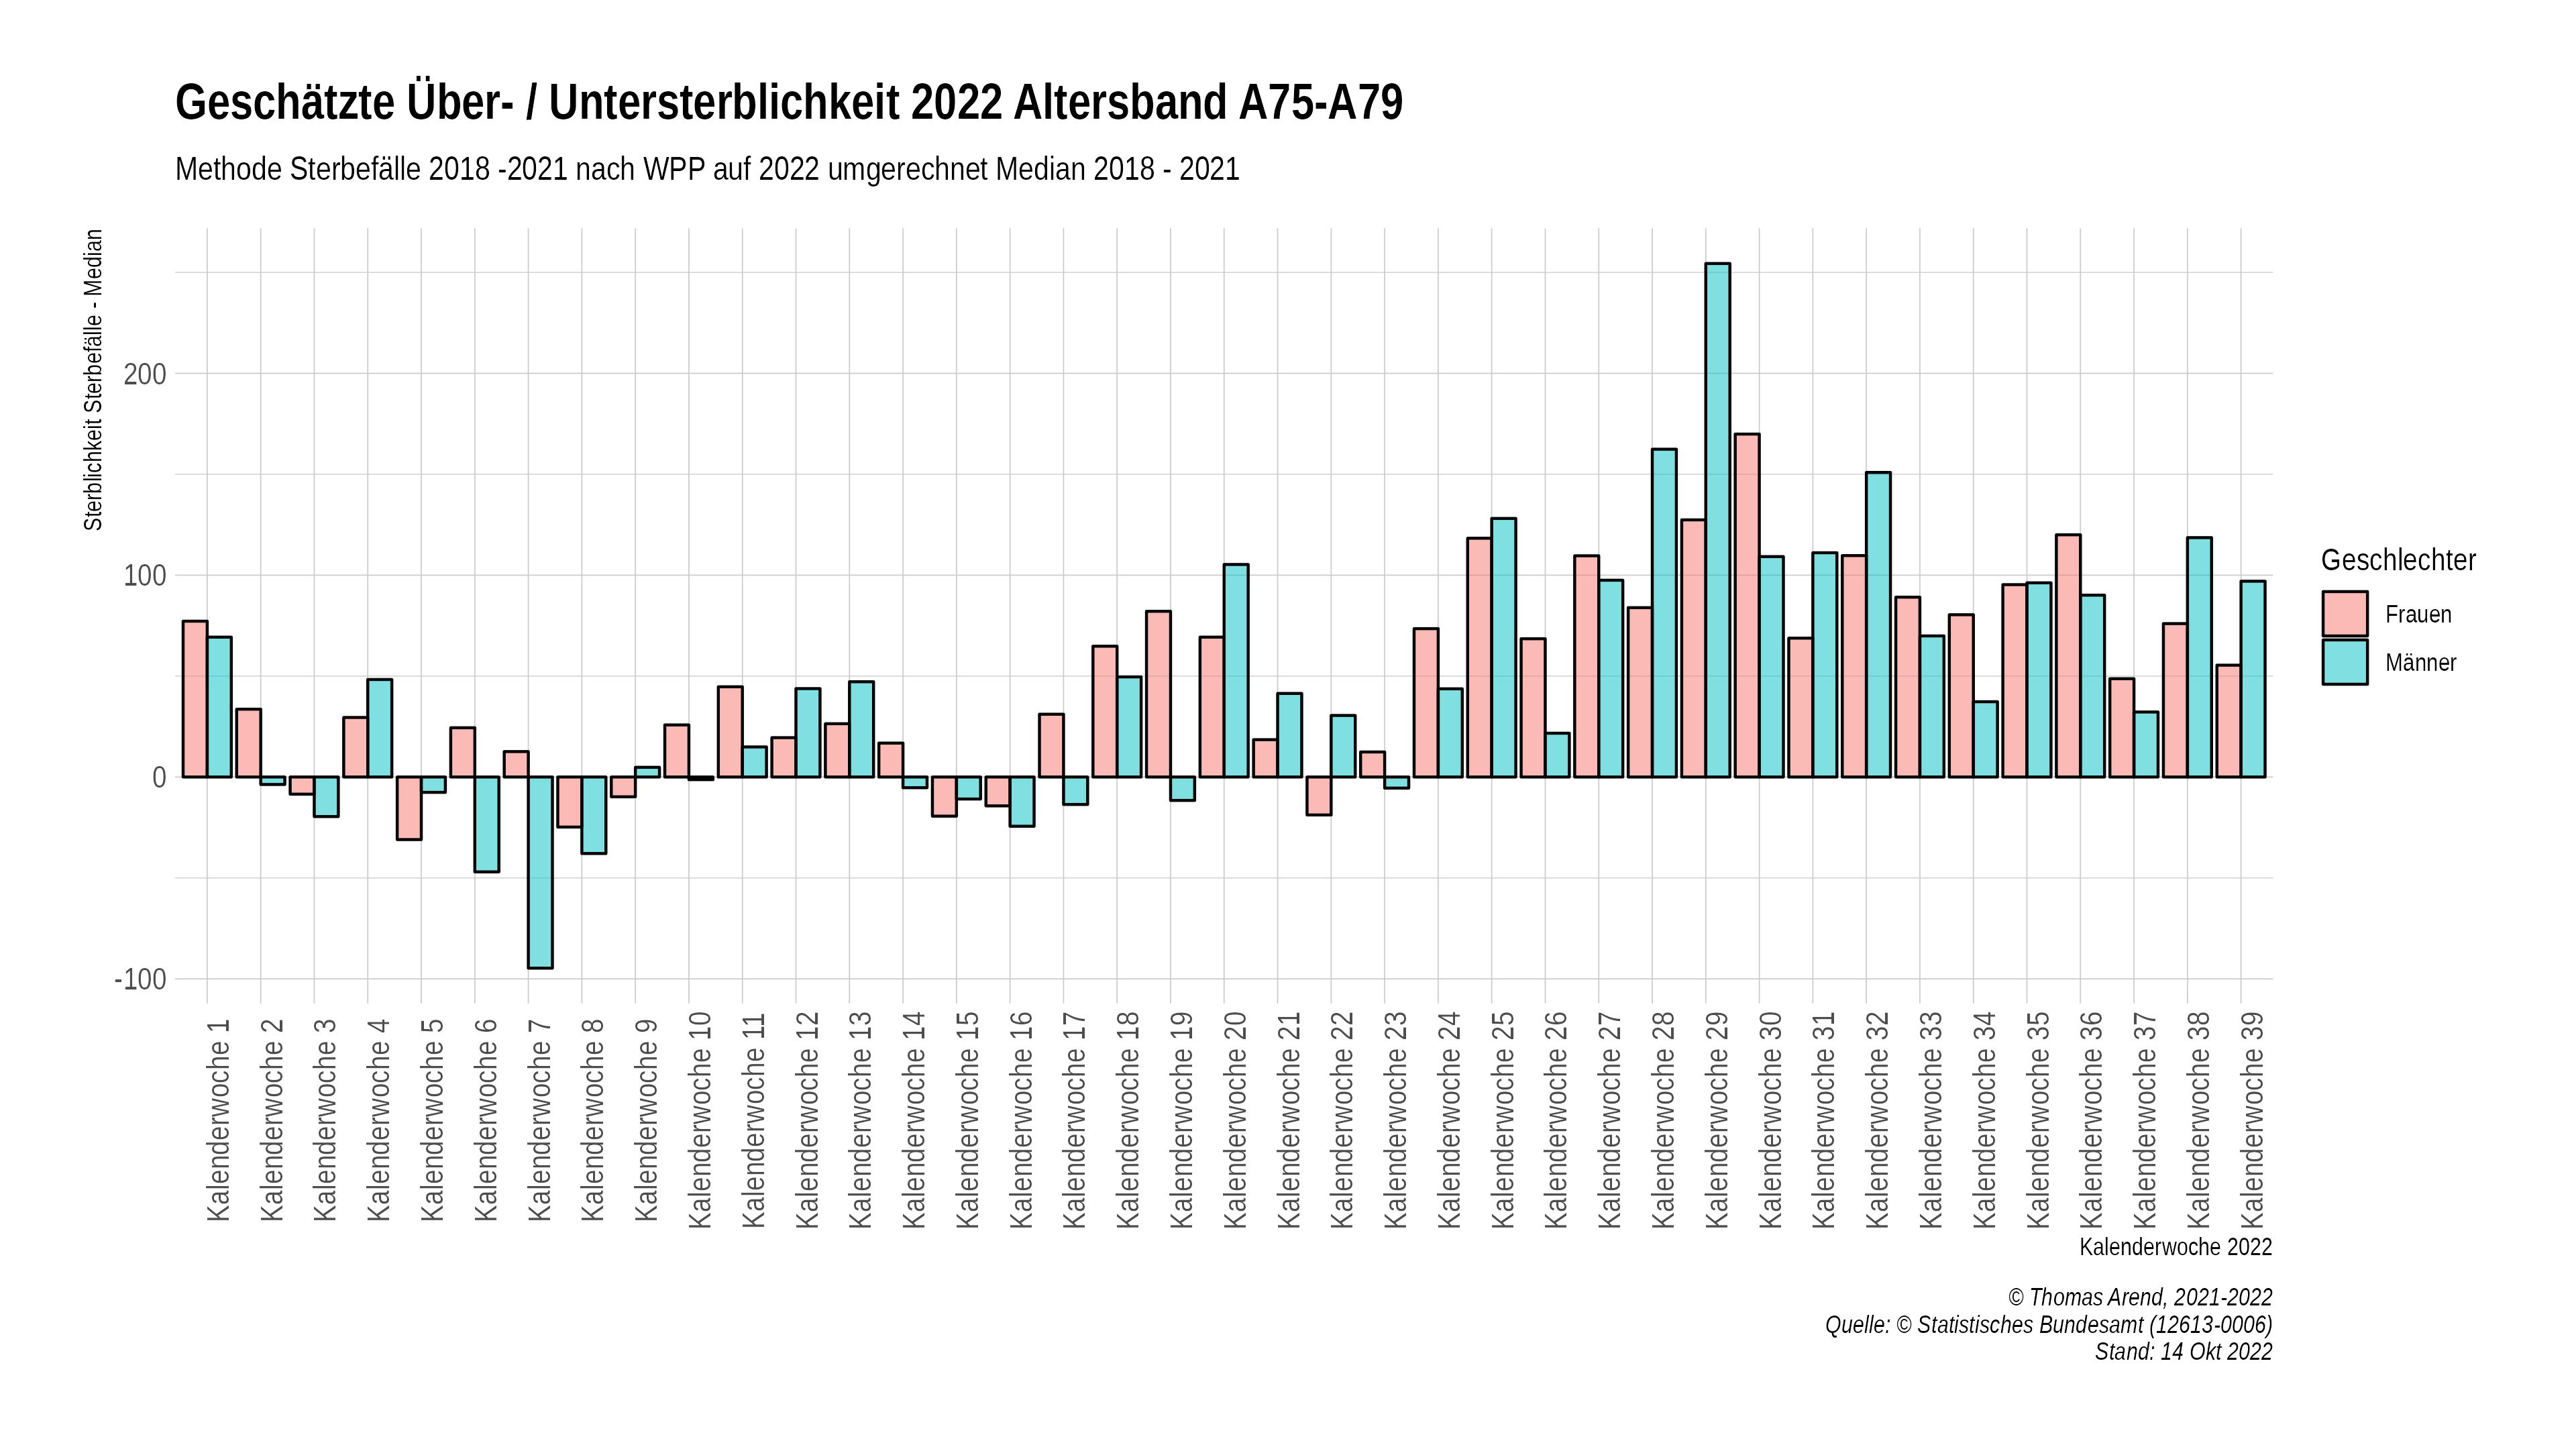 Geschätzte Über- / Untersterblichkeit 2022 Altersband A75-A79
Methode Sterbefälle 2018 -2021 nach WPP auf 2022 umgerechnet Median 2018 - 2021
Sterblichkeit Sterbefälle - Median
200
100
0
-100
Kalenderwoche 1
Kalenderwoche 2
Kalenderwoche 3
Kalenderwoche 4
Kalenderwoche 5
Kalenderwoche 6
Kalenderwoche 7
Kalenderwoche 8
Kalenderwoche 9
Kalenderwoche 10
Kalenderwoche 11
Kalenderwoche 12
Kalenderwoche 13
Kalenderwoche 14
Kalenderwoche 15
Kalenderwoche 16
Kalenderwoche 17
Kalenderwoche 18
Kalenderwoche 19
Kalenderwoche 20
Kalenderwoche 21
Kalenderwoche 22
Kalenderwoche 23
Kalenderwoche 24
Kalenderwoche 25
Kalenderwoche 26
Kalenderwoche 27
Kalenderwoche 28
Kalenderwoche 29
Kalenderwoche 30
Kalenderwoche 31
Kalenderwoche 32
Kalenderwoche 33
Kalenderwoche 34
Kalenderwoche 35
Kalenderwoche 36
Kalenderwoche 37
Kalenderwoche 38
Kalenderwoche 39
Kalenderwoche 2022
Geschlechter
Frauen
Männer
© Thomas Arend, 2021-2022
Quelle: © Statistisches Bundesamt (12613-0006)
Stand: 14 Okt 2022